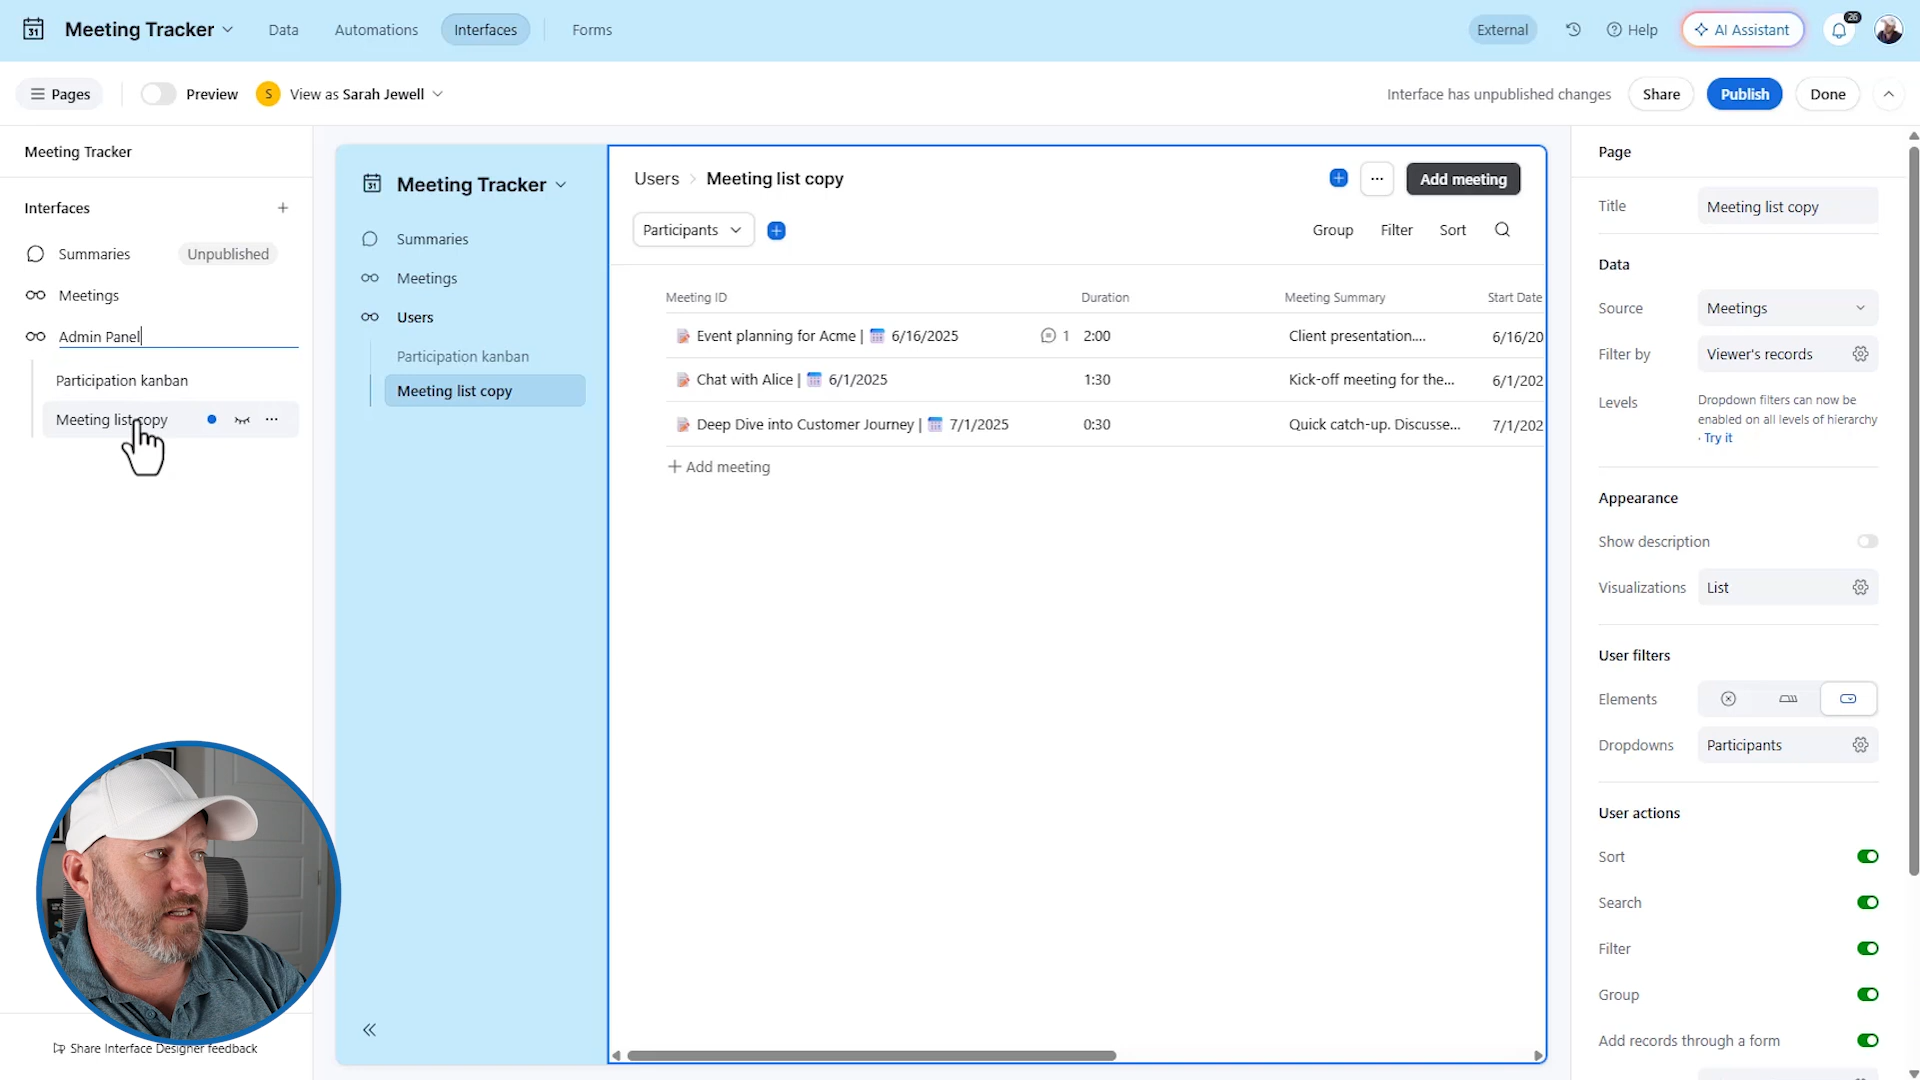 31 Meeting Tracker Data Automations Interfaces Forms External Help AI Assistant 26
Pages Preview S View as Sarah Jewell Interface has unpublished changes Share Publish Done
Meeting Tracker
Interfaces
Summaries Unpublished
Meetings
Admin Panel
Participation kanban
Meeting list copy
Share Interface Designer feedback
31 Meeting Tracker
Summaries
Meetings
Users
Participation kanban
Meeting list copy
Users Meeting list copy Add meeting
Participants Group Filter Sort
Meeting ID Duration Meeting Summary Start Date
Event planning for Acme | 6/16/2025 1 2:00 Client presentation.... 6/16/20
Chat with Alice | 6/1/2025 1:30 Kick-off meeting for the... 6/1/202
Deep Dive into Customer Journey | 7/1/2025 0:30 Quick catch-up. Discusse... 7/1/202
Add meeting
Page
Title Meeting list copy
Data
Source Meetings
Filter by Viewer's records
Levels Dropdown filters can now be
enabled on all levels of hierarchy
· Try it
Appearance
Show description
Visualizations List
User filters
Elements
Dropdowns Participants
User actions
Sort
Search
Filter
Group
Add records through a form